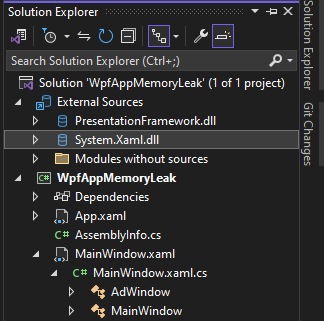 Solution Explorer
Search Solution Explorer (Ctrl+;)
Solution 'WpfAppMemoryLeak' (1 of 1 project)
External Sources
PresentationFramework.dll
System.Xaml.dll
Modules without sources
WpfAppMemoryLeak
Dependencies
App.xaml
C# AssemblyInfo.cs
MainWindow.xaml
C# MainWindow.xaml.cs
AdWindow
MainWindow
Solution Explorer
Git Changes